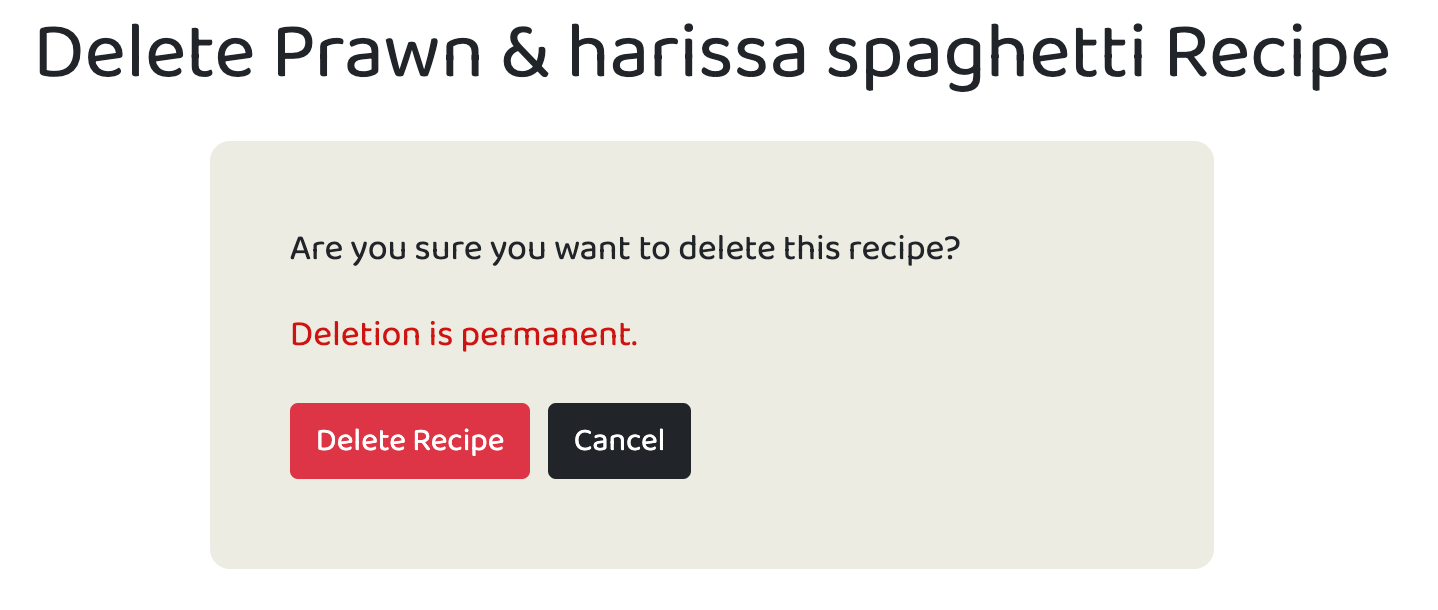 Delete Prawn & harissa spaghetti Recipe
Are you sure you want to delete this recipe?
Deletion is permanent.
Delete Recipe
Cancel